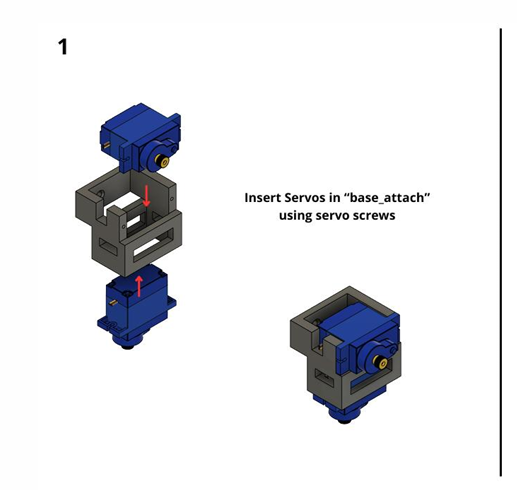 1
Insert Servos in “base_attach”
using servo screws